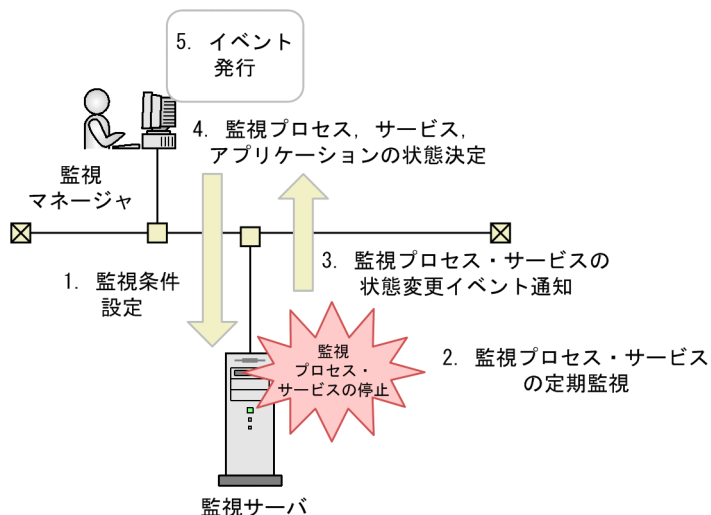 5. イベント
発行
4. 監視プロセス，サービス，
アプリケーションの状態決定
監視
マネージャ
1. 監視条件
設定
3. 監視プロセス・サービスの
状態変更イベント通知
監視
プロセス・
サービスの停止
2. 監視プロセス・サービス
の定期監視
監視サーバ